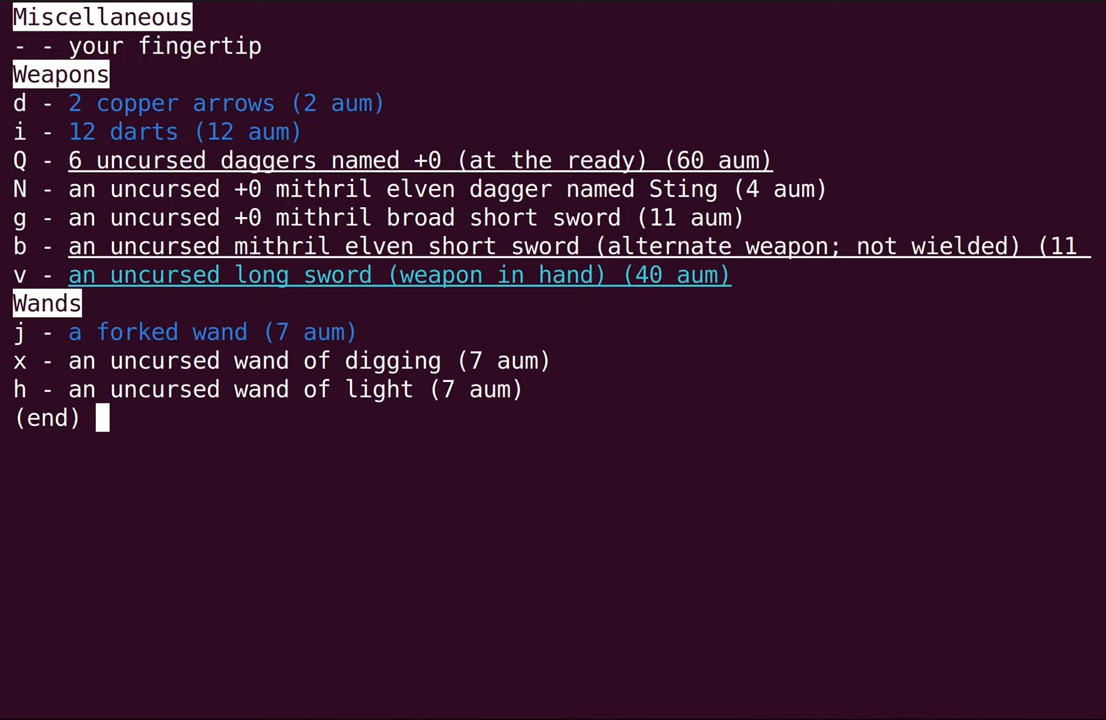 Miscellaneous
- - your fingertip
Weapons
d - 2 copper arrows (2 aum)
i - 12 darts (12 aum)
Q - 6 uncursed daggers named +0 (at the ready) (60 aum)
N - an uncursed +0 mithril elven dagger named Sting (4 aum)
g - an uncursed +0 mithril broad short sword (11 aum)
b - an uncursed mithril elven short sword (alternate weapon; not wielded) (11
v - an uncursed long sword (weapon in hand) (40 aum)
Wands
j - a forked wand (7 aum)
x - an uncursed wand of digging (7 aum)
h - an uncursed wand of light (7 aum)
(end)